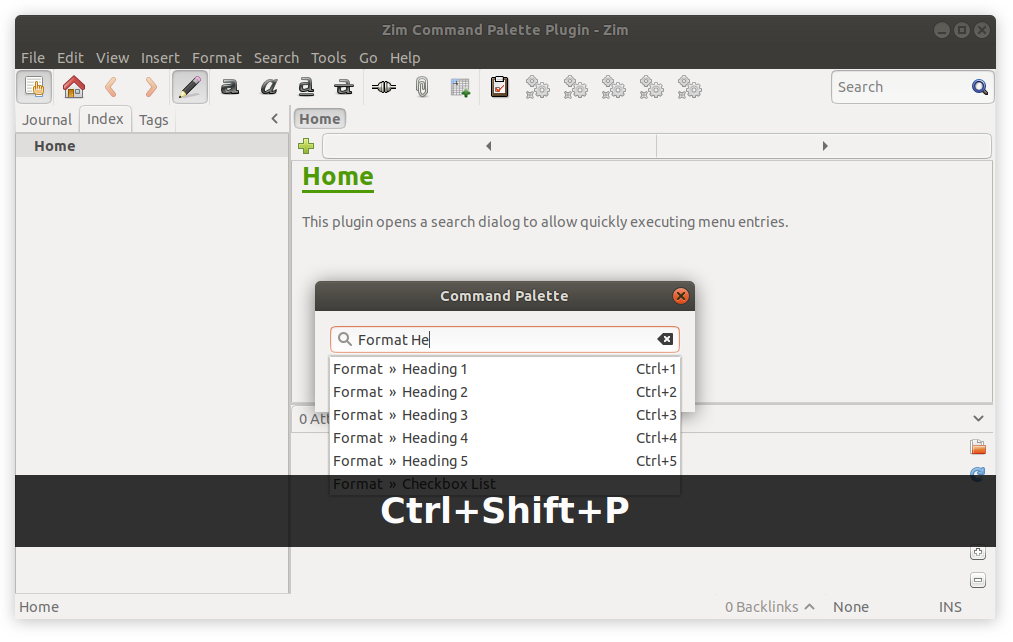 Zim Command Palette Plugin - Zim
File Edit View Insert Format Search Tools Go Help
a a a a Search
Journal Index Tags Home
Home
Home
This plugin opens a search dialog to allow quickly executing menu entries.
Command Palette
Format He
Format » Heading 1 Ctrl+1
Format » Heading 2 Ctrl+2
Format » Heading 3 Ctrl+3
0 Att
Format » Heading 4 Ctrl+4
Format » Heading 5 Ctrl+5
Format » Checkbox List
Ctrl+Shift+P
Home 0 Backlinks None INS